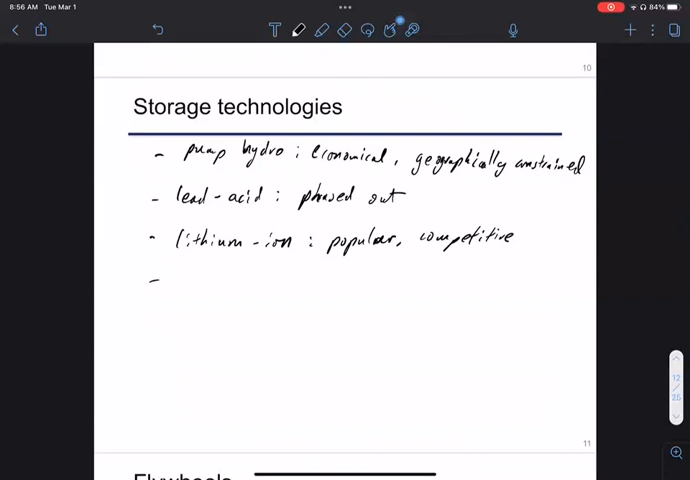 8:56 AM Tue Mar 1
84%
10
Storage technologies
- pump hydro : Economical, geographically constrained
- lead-acid : phased out
- lithium-ion : popular, competitive
-
12
/
25
11
Flywheels